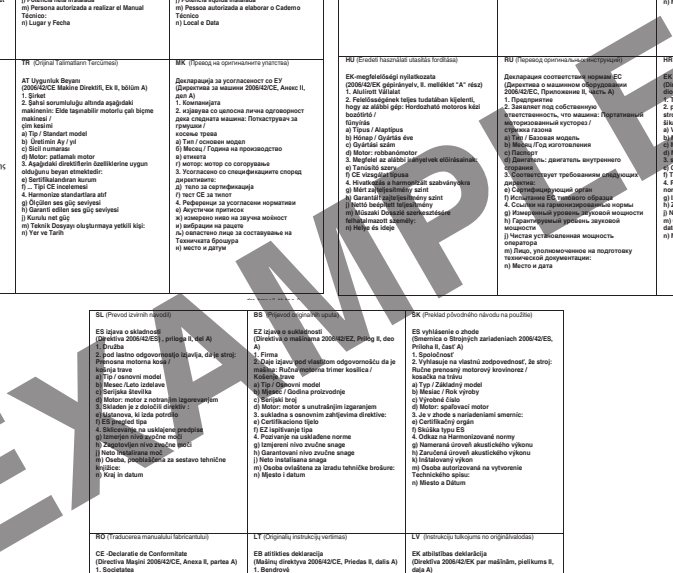 j) Potencia neta instalada
m) Persona autorizada a realizar el Manual
Técnico:
n) Lugar y Fecha
j) Potência líquida instalada
m) Pessoa autorizada a elaborar o Caderno
Técnico
n) Local e Data
TR (Orijinal Talimatların Tercümesi)
AT Uygunluk Beyanı
(2006/42/CE Makine Direktifi, Ek II, bölüm A)
1. Şirket
2. Şahsi sorumluluğu altında aşağıdaki
makinenin: Elde taşınabilir motorlu çalı biçme
makinesi /
çim kesimi
a) Tip / Standart model
b) Üretimin Ay / yıl
c) Sicil numarası
d) Motor: patlamalı motor
3. Aşağıdaki direktiflerin özelliklerine uygun
olduğunu beyan etmektedir:
e) Sertifikalandıran kurum
f) ... Tipi CE incelemesi
4. Harmonize standartlara atıf
g) Ölçülen ses güç seviyesi
h) Garanti edilen ses güç seviyesi
j) Kurulu net güç
m) Teknik Dosyayı oluşturmaya yetkili kişi:
n) Yer ve Tarih
MK (Превод на оригиналните упатства)
Декларација за усогласеност со ЕУ
(Директива за машини 2006/42/CE, Анекс II,
дел А)
1. Компанијата
2. изјавува со целосна лична одговорност
дека следната машина: Поткаструвач за
грмушки /
косење трева
а) Тип / основен модел
б) Месец / Година на производство
в) етикета
г) мотор: мотор со согорување
3. Усогласено со спецификациите според
директивите:
д) тело за сертификација
ѓ) тест CE за типот
4. Референци за усогласени нормативи
е) Акустички притисок
ж) измерено ниво на звучна моќност
и) вибрации на рацете
љ) овластено лице за составување на
Техничката брошура
н) место и датум
HU (Eredeti használati utasítás fordítása)
EK-megfelelőségi nyilatkozata
(2006/42/EK gépirányelv, II. melléklet "A" rész)
1. Alulírott Vállalat
2. Felelősségének teljes tudatában kijelenti,
hogy az alábbi gép: Hordozható motoros kézi
bozótirtó /
fűnyírás
a) Típus / Alaptípus
b) Hónap / Gyártás éve
c) Gyártási szám
d) Motor: robbanómotor
3. Megfelel az alábbi irányelvek előírásainak:
e) Tanúsító szerv
f) CE vizsgálat típusa
4. Hivatkozás a harmonizált szabványokra
g) Mért zajteljesítmény szint
h) Garantált zajteljesítmény szint
j) Nettó beépített teljesítmény
m) Műszaki Dosszié szerkesztésére
felhatalmazott személy:
n) Helye és ideje
RU (Перевод оригинальных инструкций)
Декларация соответствия нормам ЕС
(Директива о машинном оборудовании
2006/42/EC, Приложение II, часть A)
1. Предприятие
2. Заявляет под собственную
ответственность, что машина: Портативный
моторизованный кусторез /
стрижка газона
a) Тип / Базовая модель
b) Месяц /Год изготовления
c) Паспорт
d) Двигатель: двигатель внутреннего
сгорания
3. Соответствует требованиям следующих
директив:
e) Сертифицирующий орган
f) Испытание ЕС типового образца
4. Ссылки на гармонизированные нормы
g) Измеренный уровень звуковой мощности
h) Гарантируемый уровень звуковой
мощности
j) Чистая установленная мощность
оператора
m) Лицо, уполномоченное на подготовку
технической документации:
n) Место и дата
HR
SL (Prevod izvirnih navodil)
ES izjava o skladnosti
(Direktiva 2006/42/ES) , priloga II, del A)
1. Družba
2. pod lastno odgovornostjo izjavlja, da je stroj:
Prenosna motorna kosa /
košnja trave
a) Tip / osnovni model
b) Mesec /Leto izdelave
c) Serijska številka
d) Motor: motor z notranjim izgorevanjem
3. Skladen je z določili direktiv :
e) Ustanova, ki izda potrdilo
f) ES pregled tipa
4. Sklicevanje na usklajene predpise
g) Izmerjen nivo zvočne moči
h) Zagotovljen nivo zvočne moči
j) Neto instalirana moč
m) Oseba, pooblaščena za sestavo tehnične
knjižice:
n) Kraj in datum
BS (Prijevod originalnih uputa)
EZ izjava o sukladnosti
(Direktiva o mašinama 2006/42/EZ, Prilog II, deo
A)
1. Firma
2. Daje izjavu pod vlastitom odgovornošću da je
mašina: Ručna motorna trimer kosilica /
Košenje trave
a) Tip / Osnovni model
b) Mjesec / Godina proizvodnje
c) Serijski broj
d) Motor: motor s unutrašnjim izgaranjem
3. sukladna s osnovnim zahtjevima direktive:
e) Certifikaciono tijelo
f) EZ ispitivanje tipa
4. Pozivanje na usklađene norme
g) Izmjereni nivo zvučne snage
h) Garantovani nivo zvučne snage
j) Neto instalisana snaga
m) Osoba ovlaštena za izradu tehničke brošure:
n) Mjesto i datum
SK (Preklad pôvodného návodu na použitie)
ES vyhlásenie o zhode
(Smernica o Strojných zariadeniach 2006/42/ES,
Príloha II, časť A)
1. Spoločnosť
2. Vyhlasuje na vlastnú zodpovednosť, že stroj:
Ručne prenosný motorový krovinorez /
kosačka na trávu
a) Typ / Základný model
b) Mesiac / Rok výroby
c) Výrobné číslo
d) Motor: spaľovací motor
3. Je v zhode s nariadeniami smerníc:
e) Certifikačný orgán
f) Skúška typu ES
4. Odkaz na Harmonizované normy
g) Nameraná úroveň akustického výkonu
h) Zaručená úroveň akustického výkonu
k) Inštalovaný výkon
m) Osoba autorizovaná na vytvorenie
Technického spisu:
n) Miesto a Dátum
RO (Traducerea manualului fabricantului)
CE -Declaratie de Conformitate
(Directiva Maşini 2006/42/CE, Anexa II, partea A)
1. Societatea
LT (Originalių instrukcijų vertimas)
EB atitikties deklaracija
(Mašinų direktyva 2006/42/CE, Priedas II, dalis A)
1. Bendrovė
LV (Instrukciju tulkojums no oriģinālvalodas)
EK atbilstības deklarācija
(Direktīva 2006/42/EK par mašīnām, pielikums II,
daļa A)
EXAMPLE